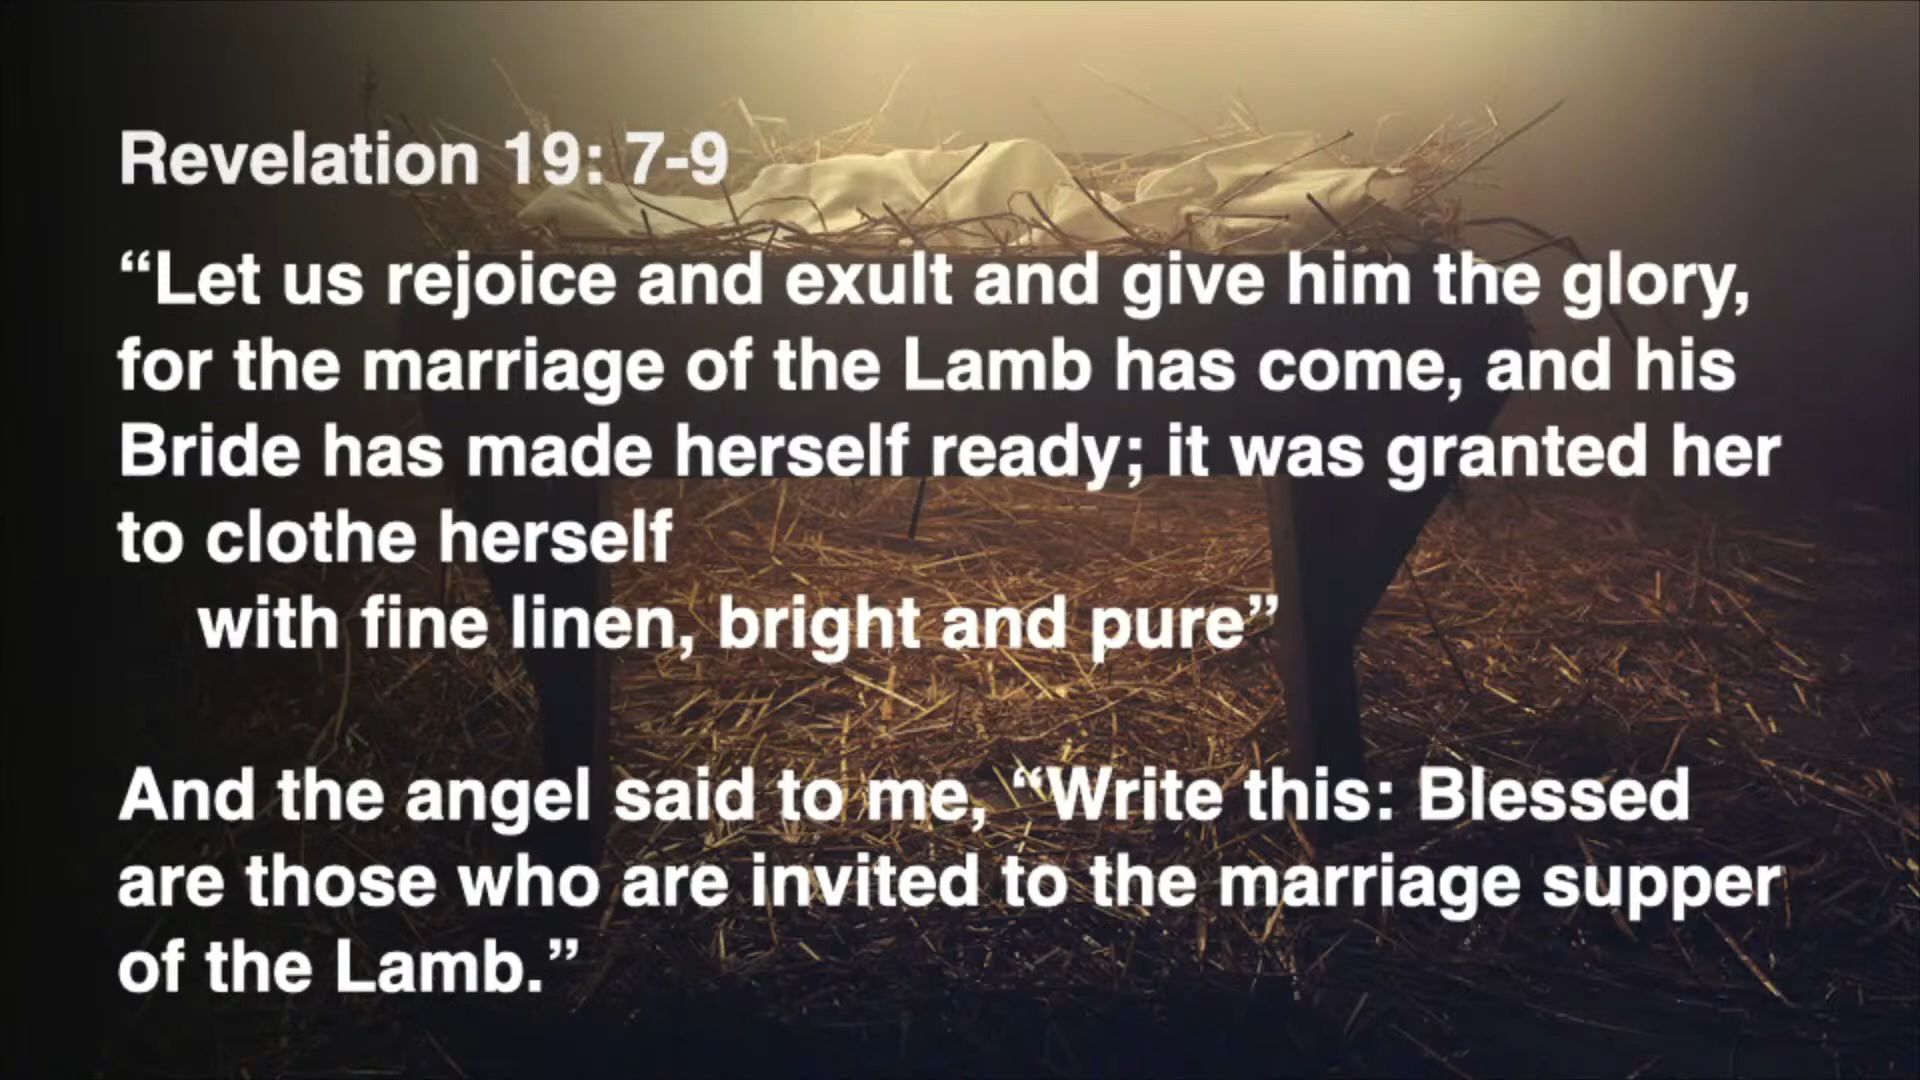 Revelation 19: 7-9
“Let us rejoice and exult and give him the glory,
for the marriage of the Lamb has come, and his
Bride has made herself ready; it was granted her
to clothe herself
with fine linen, bright and pure”
And the angel said to me, “Write this: Blessed
are those who are invited to the marriage supper
of the Lamb.”